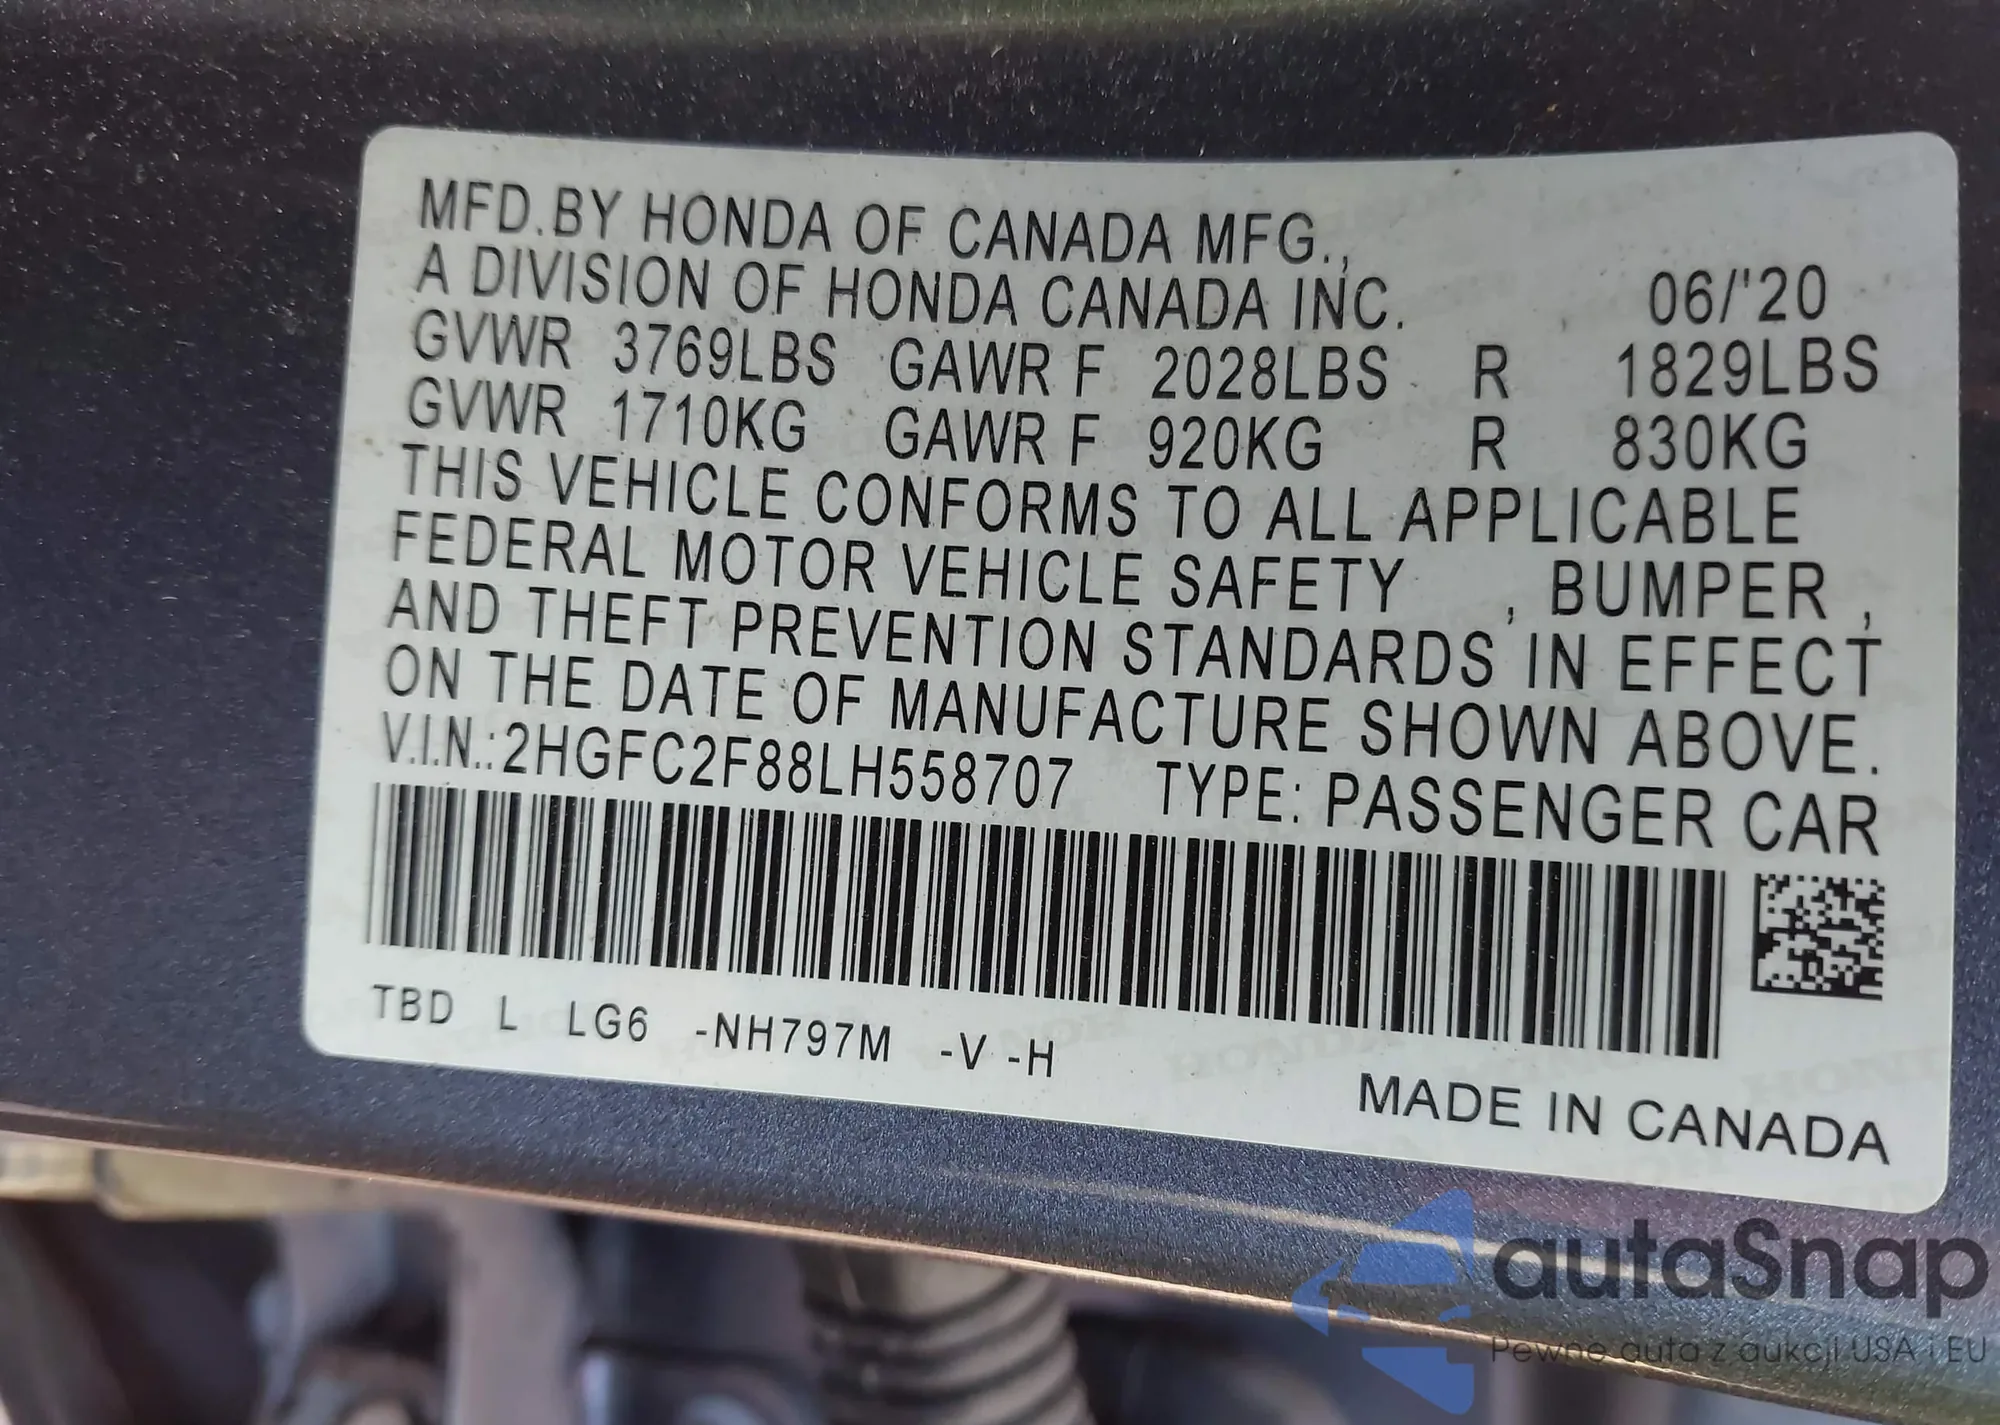 MFD.BY HONDA OF CANADA MFG.,
A DIVISION OF HONDA CANADA INC. 06/'20
GVWR 3769LBS GAWR F 2028LBS R 1829LBS
GVWR 1710KG GAWR F 920KG R 830KG
THIS VEHICLE CONFORMS TO ALL APPLICABLE
FEDERAL MOTOR VEHICLE SAFETY , BUMPER ,
AND THEFT PREVENTION STANDARDS IN EFFECT
ON THE DATE OF MANUFACTURE SHOWN ABOVE.
V.I.N.:2HGFC2F88LH558707 TYPE: PASSENGER CAR
TBD L LG6 -NH797M -V -H
MADE IN CANADA
autaSnap
Pewne auta z aukcji USA i EU